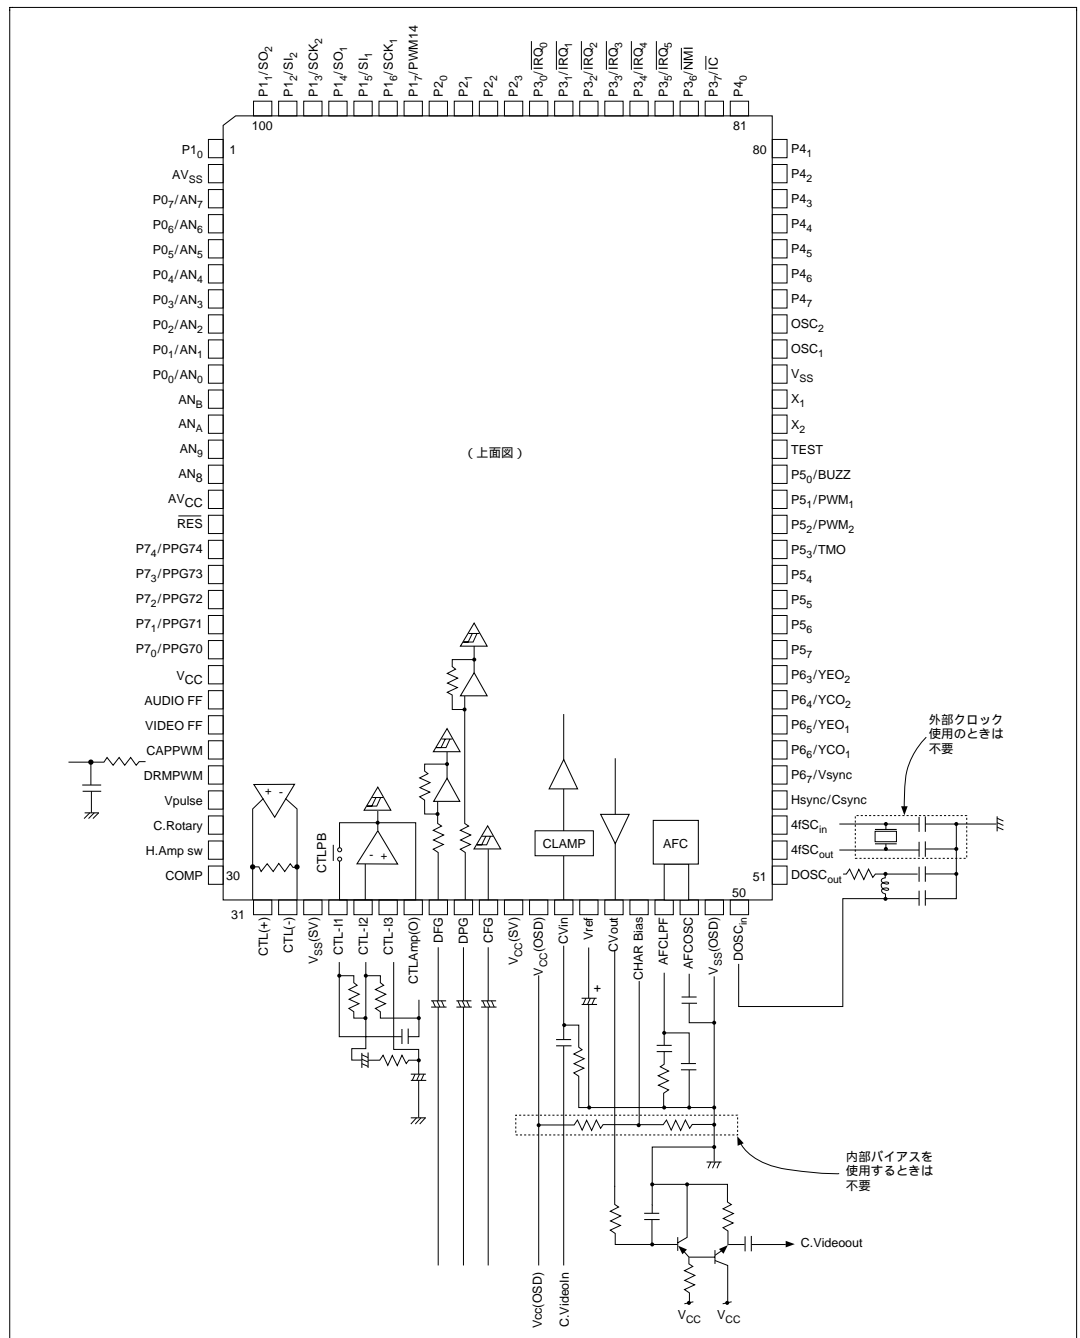 P1₁/SO₂
P1₂/SI₂
P1₃/SCK₂
P1₄/SO₁
P1₅/SI₁
P1₆/SCK₁
P1₇/PWM14
P2₀
P2₁
P2₂
P2₃
P3₀/IRQ₀
P3₁/IRQ₁
P3₂/IRQ₂
P3₃/IRQ₃
P3₄/IRQ₄
P3₅/IRQ₅
P3₆/NMI
P3₇/IC
P4₀
100
81
P1₀
1
AVSS
P0₇/AN₇
P0₆/AN₆
P0₅/AN₅
P0₄/AN₄
P0₃/AN₃
P0₂/AN₂
P0₁/AN₁
P0₀/AN₀
ANB
ANA
AN₉
AN₈
AVCC
RES
P7₄/PPG74
P7₃/PPG73
P7₂/PPG72
P7₁/PPG71
P7₀/PPG70
VCC
AUDIO FF
VIDEO FF
CAPPWM
DRMPWM
Vpulse
C.Rotary
H.Amp sw
COMP
30
(上面図)
80
P4₁
P4₂
P4₃
P4₄
P4₅
P4₆
P4₇
OSC₂
OSC₁
VSS
X₁
X₂
TEST
P5₀/BUZZ
P5₁/PWM₁
P5₂/PWM₂
P5₃/TMO
P5₄
P5₅
P5₆
P5₇
P6₃/YEO₂
P6₄/YCO₂
P6₅/YEO₁
P6₆/YCO₁
P6₇/Vsync
Hsync/Csync
4fSCin
4fSCout
51
DOSCout
外部クロック
使用のときは
不要
+ -
CTLPB
- +
CLAMP
AFC
31
50
CTL(+)
CTL(-)
VSS(SV)
CTL-I1
CTL-I2
CTL-I3
CTLAmp(O)
DFG
DPG
CFG
VCC(SV)
VCC(OSD)
CVin
Vref
CVout
CHAR Bias
AFCLPF
AFCOSC
VSS(OSD)
DOSCin
+
内部バイアスを
使用するときは
不要
C.Videoout
Vcc(OSD)
C.VideoIn
VCC
VCC